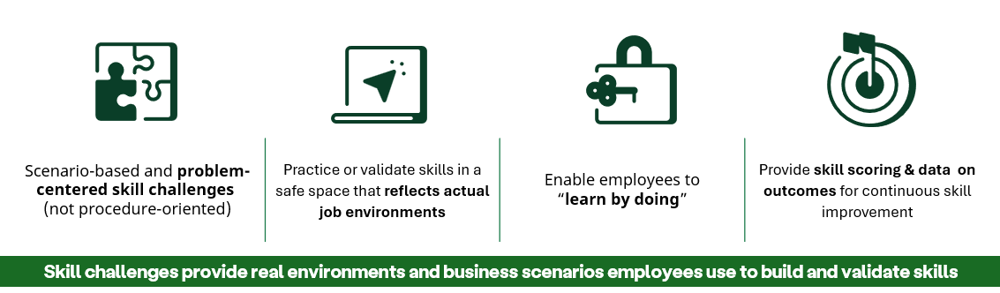 Scenario-based and problem-
centered skill challenges
(not procedure-oriented)
Practice or validate skills in a
safe space that reflects actual
job environments
Enable employees to
“learn by doing”
Provide skill scoring & data on
outcomes for continuous skill
improvement
Skill challenges provide real environments and business scenarios employees use to build and validate skills